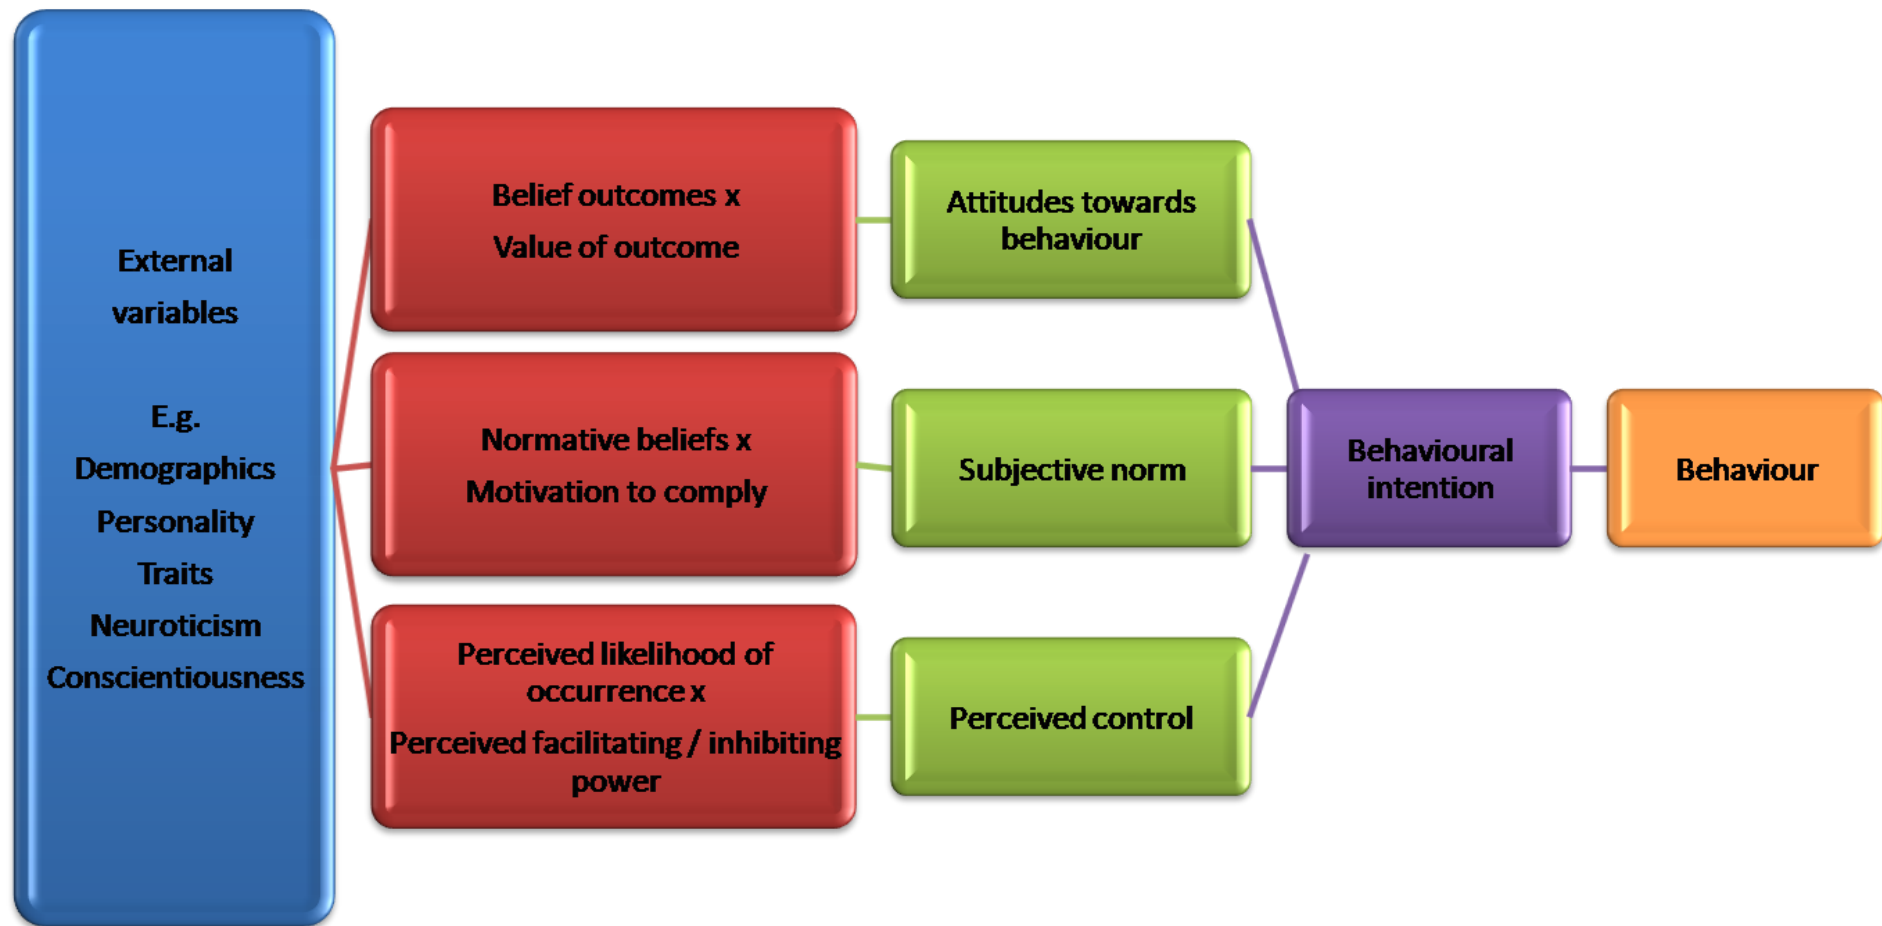 External
variables
E.g.
Demographics
Personality
Traits
Neuroticism
Conscientiousness
Belief outcomes x
Value of outcome
Normative beliefs x
Motivation to comply
Perceived likelihood of
occurrence x
Perceived facilitating / inhibiting
power
Attitudes towards
behaviour
Subjective norm
Perceived control
Behavioural
intention
Behaviour